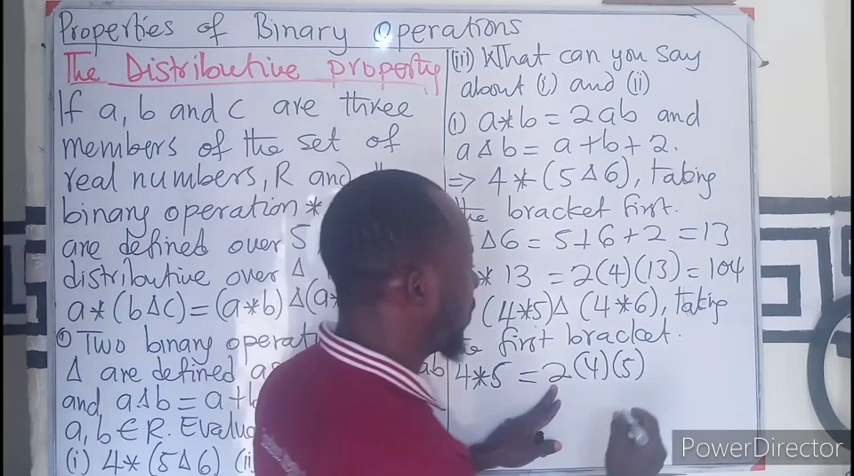 Properties of Binary Operations
The Distributive property
If a, b and c are three
members of the set of
real numbers, R and
binary operation *
are defined over S
distributive over Δ
a*(bΔc)=(a*b)Δ(a*
① Two binary operati
Δ are defined as ab
and aΔb = a+b
a, b ∈ R. Evalua
(i) 4*(5Δ6) (ii)
(iii) What can you say
about (i) and (ii)
(i) a*b = 2ab and
aΔb = a+b+2.
⇒ 4*(5Δ6), taking
the bracket first.
Δ6 = 5+6+2 = 13
* 13 = 2(4)(13) = 104
(4*5)Δ(4*6), taking
first bracket.
4*5 = 2(4)(5)
PowerDirector